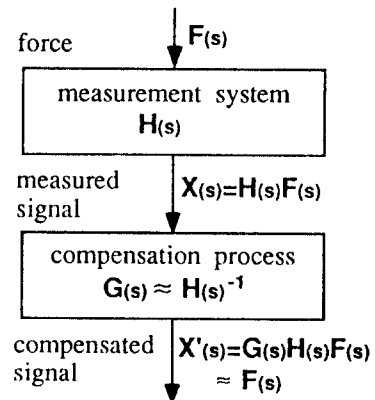 force F(s)
measurement system
H(s)
measured signal X(s)=H(s)F(s)
compensation process
G(s) ≈ H(s)⁻¹
compensated signal X'(s)=G(s)H(s)F(s)
≈ F(s)